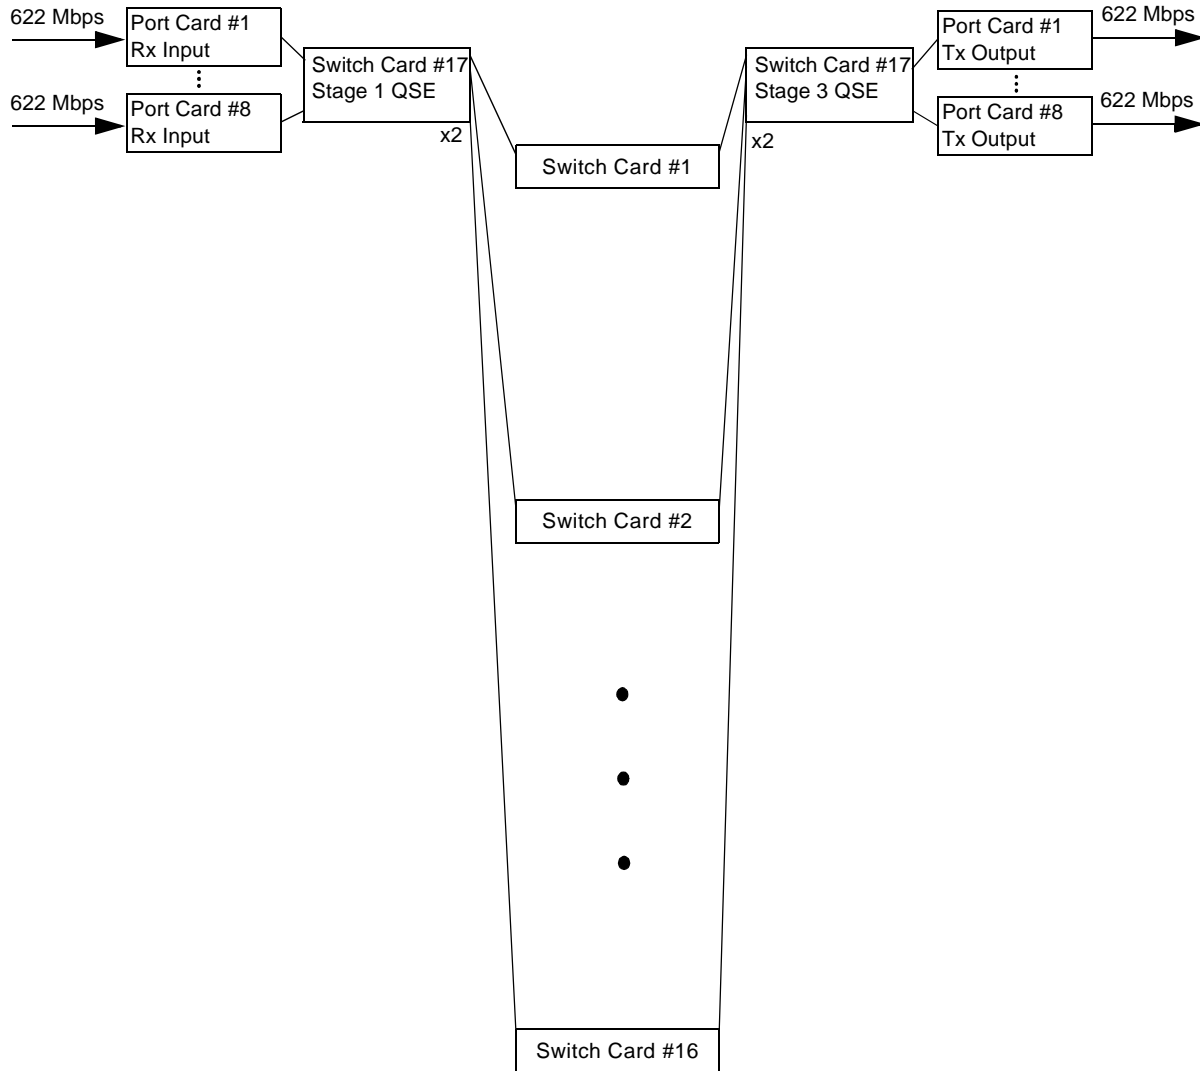 622 Mbps
Port Card #1
Rx Input
622 Mbps
Port Card #8
Rx Input
Switch Card #17
Stage 1 QSE
x2
Switch Card #17
Stage 3 QSE
x2
Port Card #1
Tx Output
622 Mbps
Port Card #8
Tx Output
622 Mbps
Switch Card #1
Switch Card #2
Switch Card #16